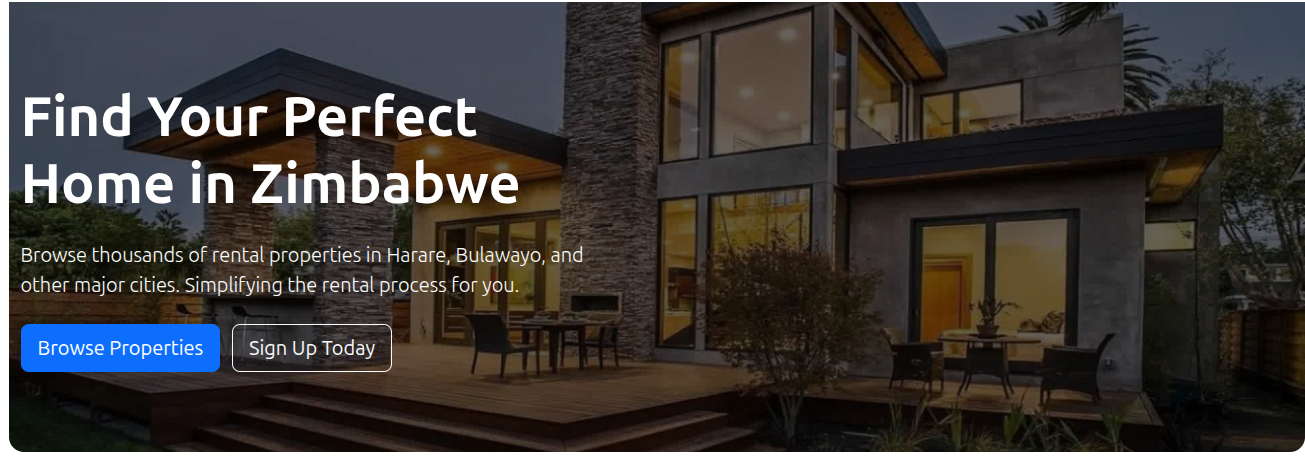 Find Your Perfect
Home in Zimbabwe
Browse thousands of rental properties in Harare, Bulawayo, and
other major cities. Simplifying the rental process for you.
Browse Properties
Sign Up Today